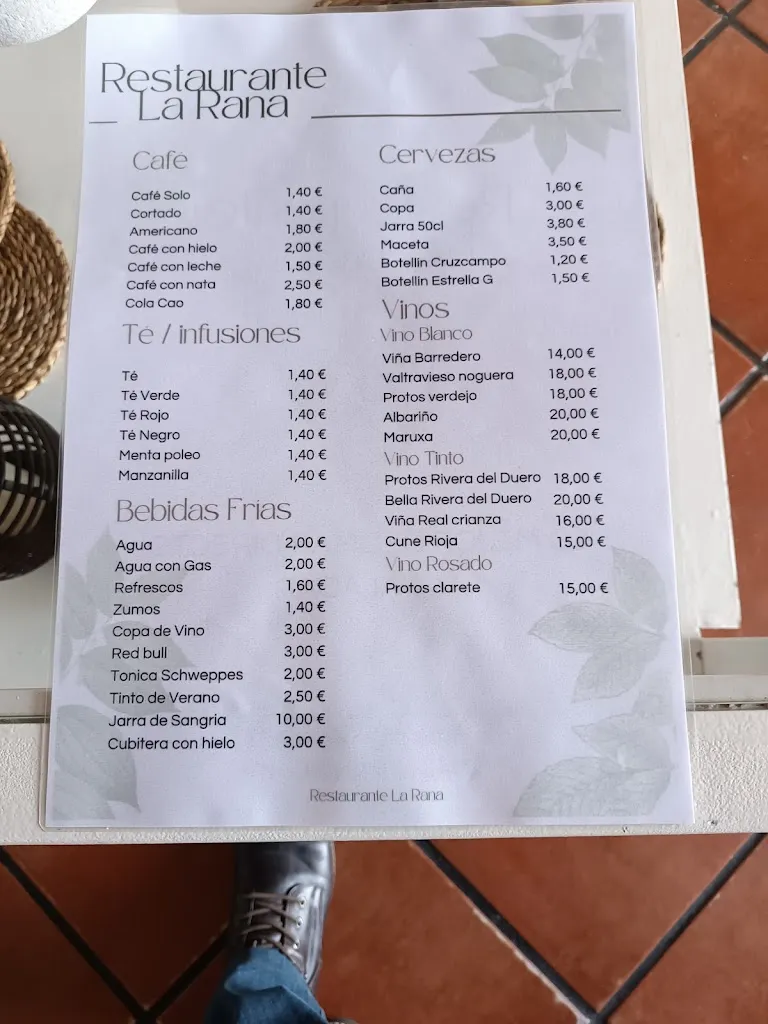 Restaurante
La Rana
Café
Café Solo 1,40 €
Cortado 1,40 €
Americano 1,80 €
Café con hielo 2,00 €
Café con leche 1,50 €
Café con nata 2,50 €
Cola Cao 1,80 €
Té / infusiones
Té 1,40 €
Té Verde 1,40 €
Té Rojo 1,40 €
Té Negro 1,40 €
Menta poleo 1,40 €
Manzanilla 1,40 €
Bebidas Frias
Agua 2,00 €
Agua con Gas 2,00 €
Refrescos 1,60 €
Zumos 1,40 €
Copa de Vino 3,00 €
Red bull 3,00 €
Tonica Schweppes 2,00 €
Tinto de Verano 2,50 €
Jarra de Sangria 10,00 €
Cubitera con hielo 3,00 €
Cervezas
Caña 1,60 €
Copa 3,00 €
Jarra 50cl 3,80 €
Maceta 3,50 €
Botellin Cruzcampo 1,20 €
Botellin Estrella G 1,50 €
Vinos
Vino Blanco
Viña Barredero 14,00 €
Valtravieso noguera 18,00 €
Protos verdejo 18,00 €
Albariño 20,00 €
Maruxa 20,00 €
Vino Tinto
Protos Rivera del Duero 18,00 €
Bella Rivera del Duero 20,00 €
Viña Real crianza 16,00 €
Cune Rioja 15,00 €
Vino Rosado
Protos clarete 15,00 €
Restaurante La Rana